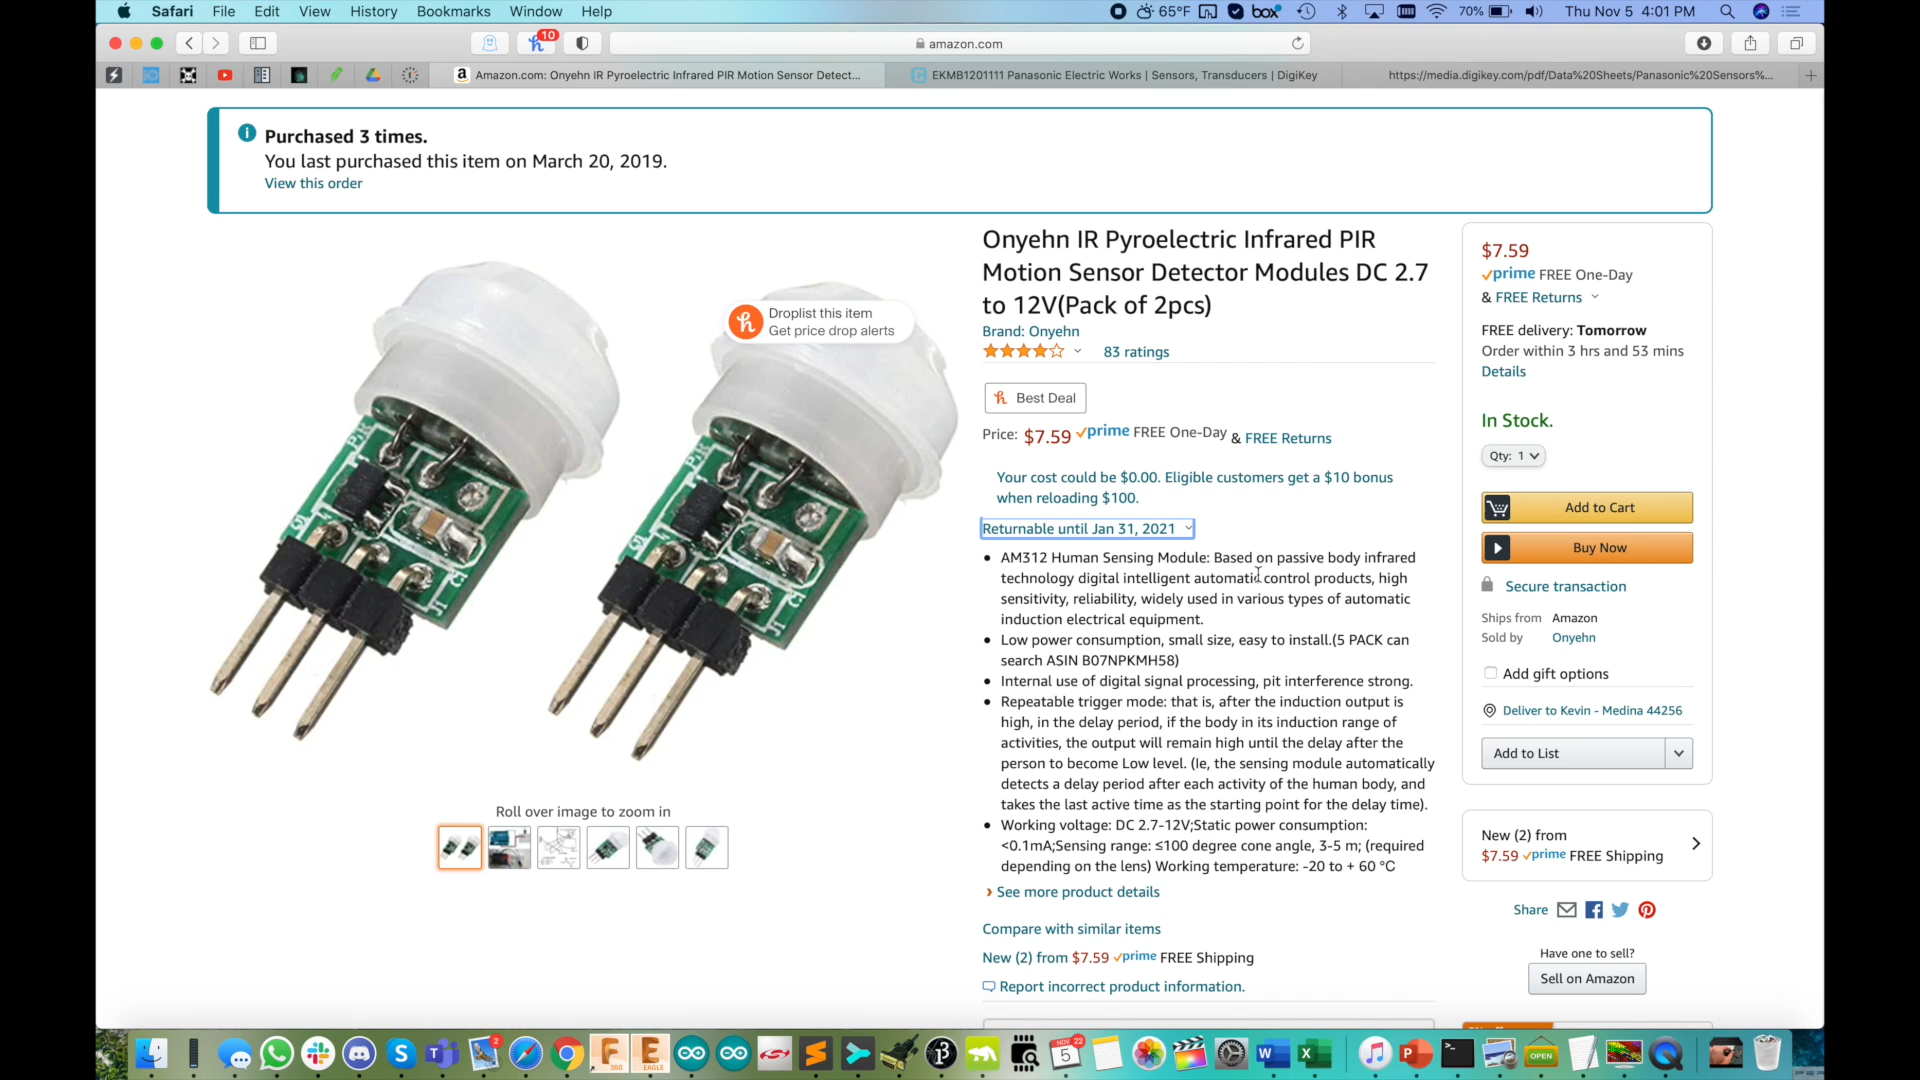 Safari File Edit View History Bookmarks Window Help
65°F box 70% Thu Nov 5 4:01 PM
10
amazon.com
Amazon.com: Onyehn IR Pyroelectric Infrared PIR Motion Sensor Detect...
EKMB1201111 Panasonic Electric Works | Sensors, Transducers | DigiKey
https://media.digikey.com/pdf/Data%20Sheets/Panasonic%20Sensors%...
Purchased 3 times.
You last purchased this item on March 20, 2019.
View this order
Droplist this item
Get price drop alerts
Roll over image to zoom in
Onyehn IR Pyroelectric Infrared PIR
Motion Sensor Detector Modules DC 2.7
to 12V(Pack of 2pcs)
Brand: Onyehn
83 ratings
Best Deal
Price: $7.59 prime FREE One-Day & FREE Returns
Your cost could be $0.00. Eligible customers get a $10 bonus
when reloading $100.
Returnable until Jan 31, 2021
AM312 Human Sensing Module: Based on passive body infrared
technology digital intelligent automatic control products, high
sensitivity, reliability, widely used in various types of automatic
induction electrical equipment.
Low power consumption, small size, easy to install.(5 PACK can
search ASIN B07NPKMH58)
Internal use of digital signal processing, pit interference strong.
Repeatable trigger mode: that is, after the induction output is
high, in the delay period, if the body in its induction range of
activities, the output will remain high until the delay after the
person to become Low level. (Ie, the sensing module automatically
detects a delay period after each activity of the human body, and
takes the last active time as the starting point for the delay time).
Working voltage: DC 2.7-12V;Static power consumption:
<0.1mA;Sensing range: ≤100 degree cone angle, 3-5 m; (required
depending on the lens) Working temperature: -20 to + 60 °C
See more product details
Compare with similar items
New (2) from $7.59 prime FREE Shipping
Report incorrect product information.
$7.59
prime FREE One-Day
& FREE Returns
FREE delivery: Tomorrow
Order within 3 hrs and 53 mins
Details
In Stock.
Qty: 1
Add to Cart
Buy Now
Secure transaction
Ships from Amazon
Sold by Onyehn
Add gift options
Deliver to Kevin - Medina 44256
Add to List
New (2) from
$7.59 prime FREE Shipping
Share
Have one to sell?
Sell on Amazon